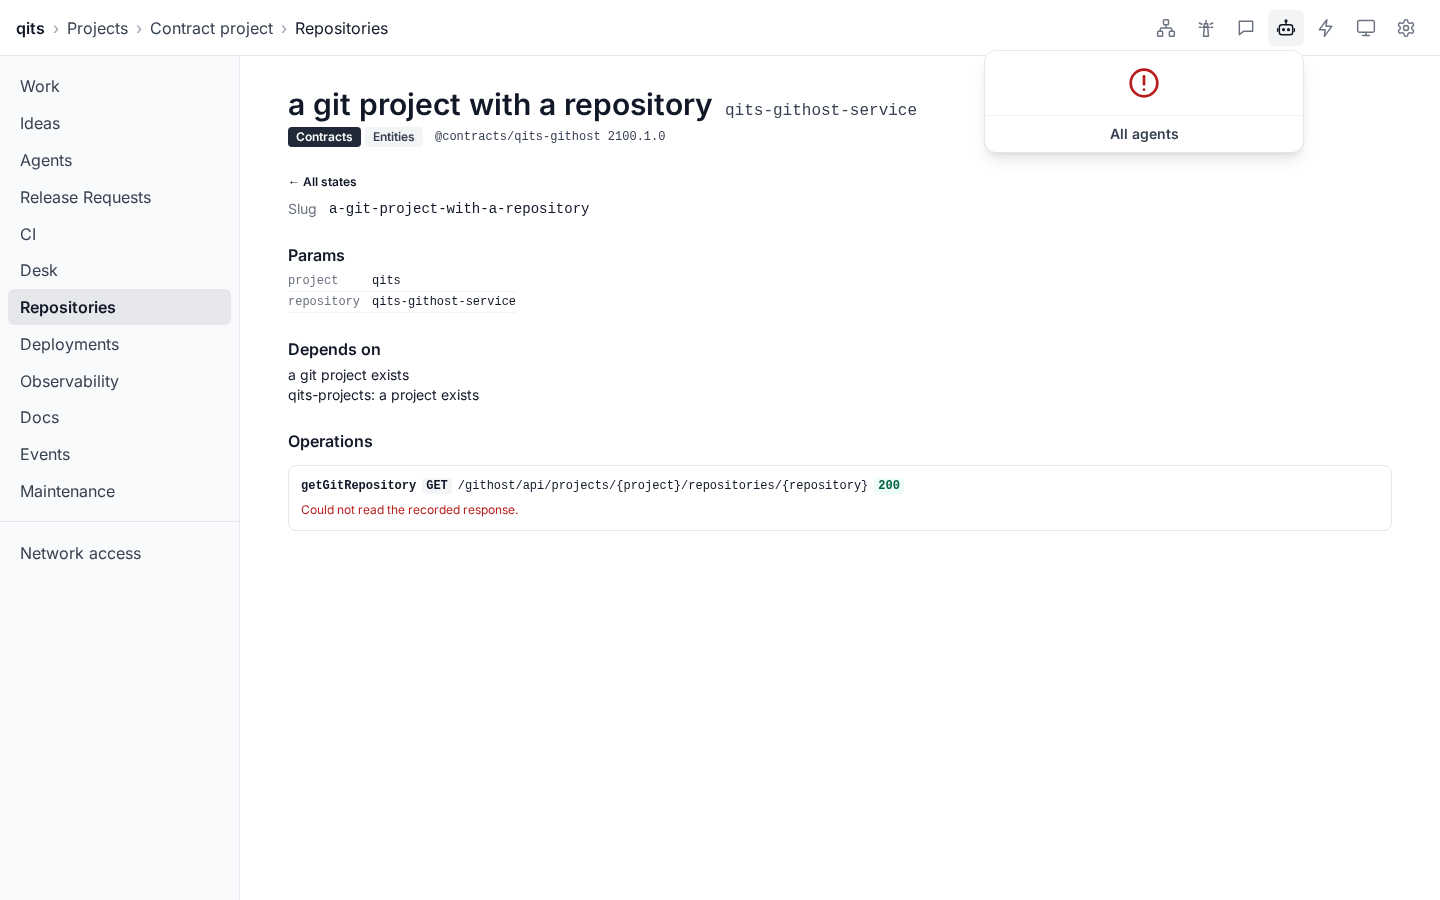 qits › Projects › Contract project › Repositories
All agents
Work
Ideas
Agents
Release Requests
CI
Desk
Repositories
Deployments
Observability
Docs
Events
Maintenance
Network access
a git project with a repository qits-githost-service
Contracts Entities @contracts/qits-githost 2100.1.0
← All states
Slug a-git-project-with-a-repository
Params
project qits
repository qits-githost-service
Depends on
a git project exists
qits-projects: a project exists
Operations
getGitRepository GET /githost/api/projects/{project}/repositories/{repository} 200
Could not read the recorded response.